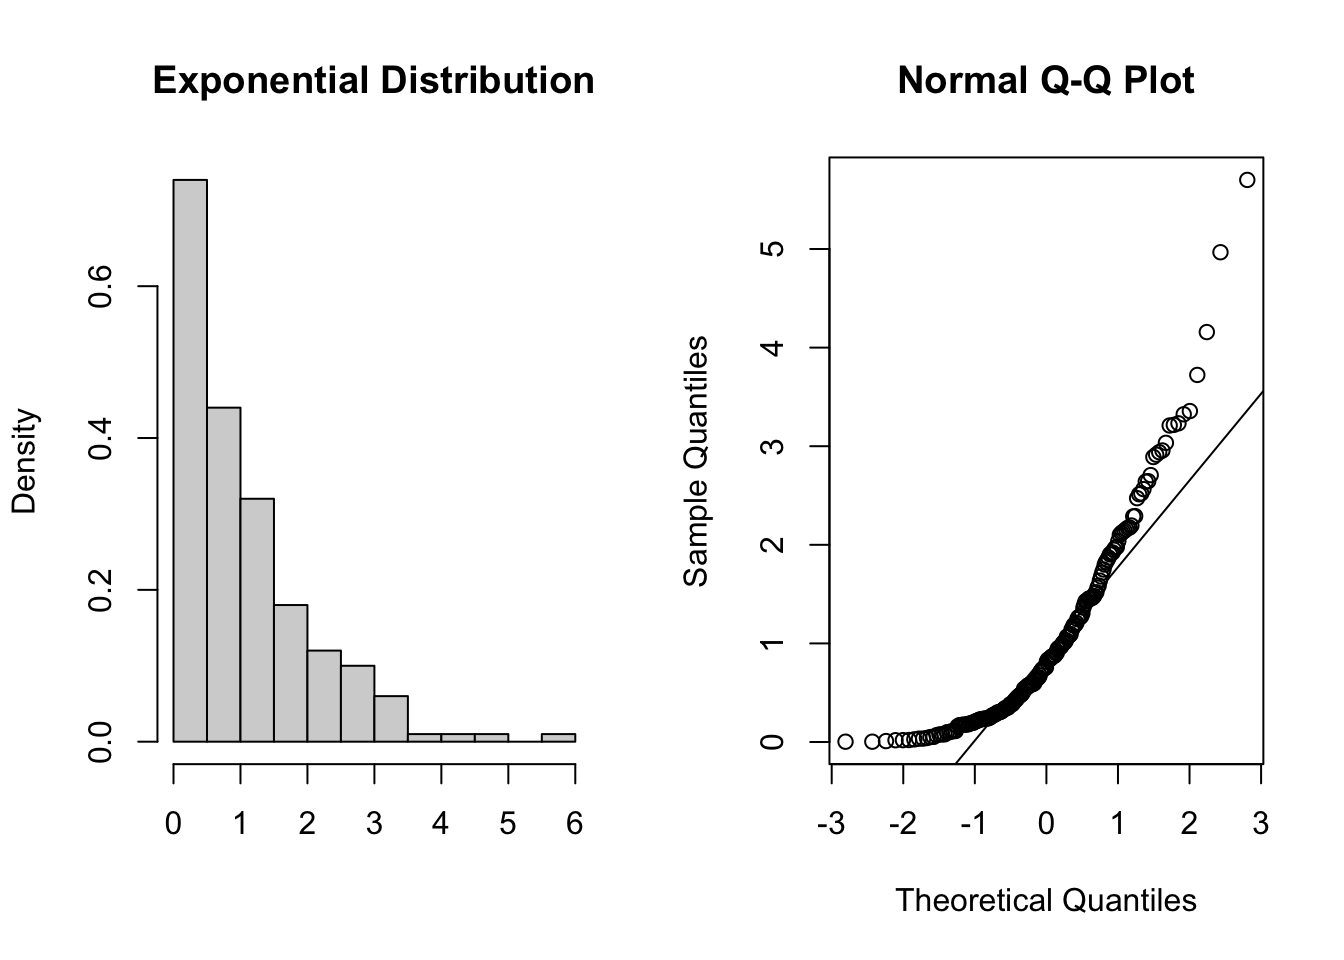 Exponential Distribution
Density
0.0
0.2
0.4
0.6
0 1 2 3 4 5 6
Normal Q-Q Plot
Sample Quantiles
0
1
2
3
4
5
-3 -2 -1 0 1 2 3
Theoretical Quantiles